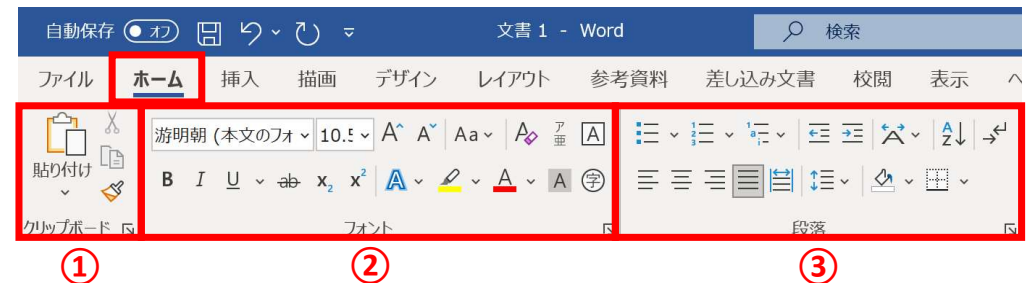 自動保存 オフ 文書 1 - Word 検索
ファイル ホーム 挿入 描画 デザイン レイアウト 参考資料 差し込み文書 校閲 表示 ヘ
貼り付け 游明朝 (本文のフォ 10.5 A^ Aˇ Aa A ア亜 A
B I U ab x₂ x² A A A 字
クリップボード フォント 段落
① ② ③